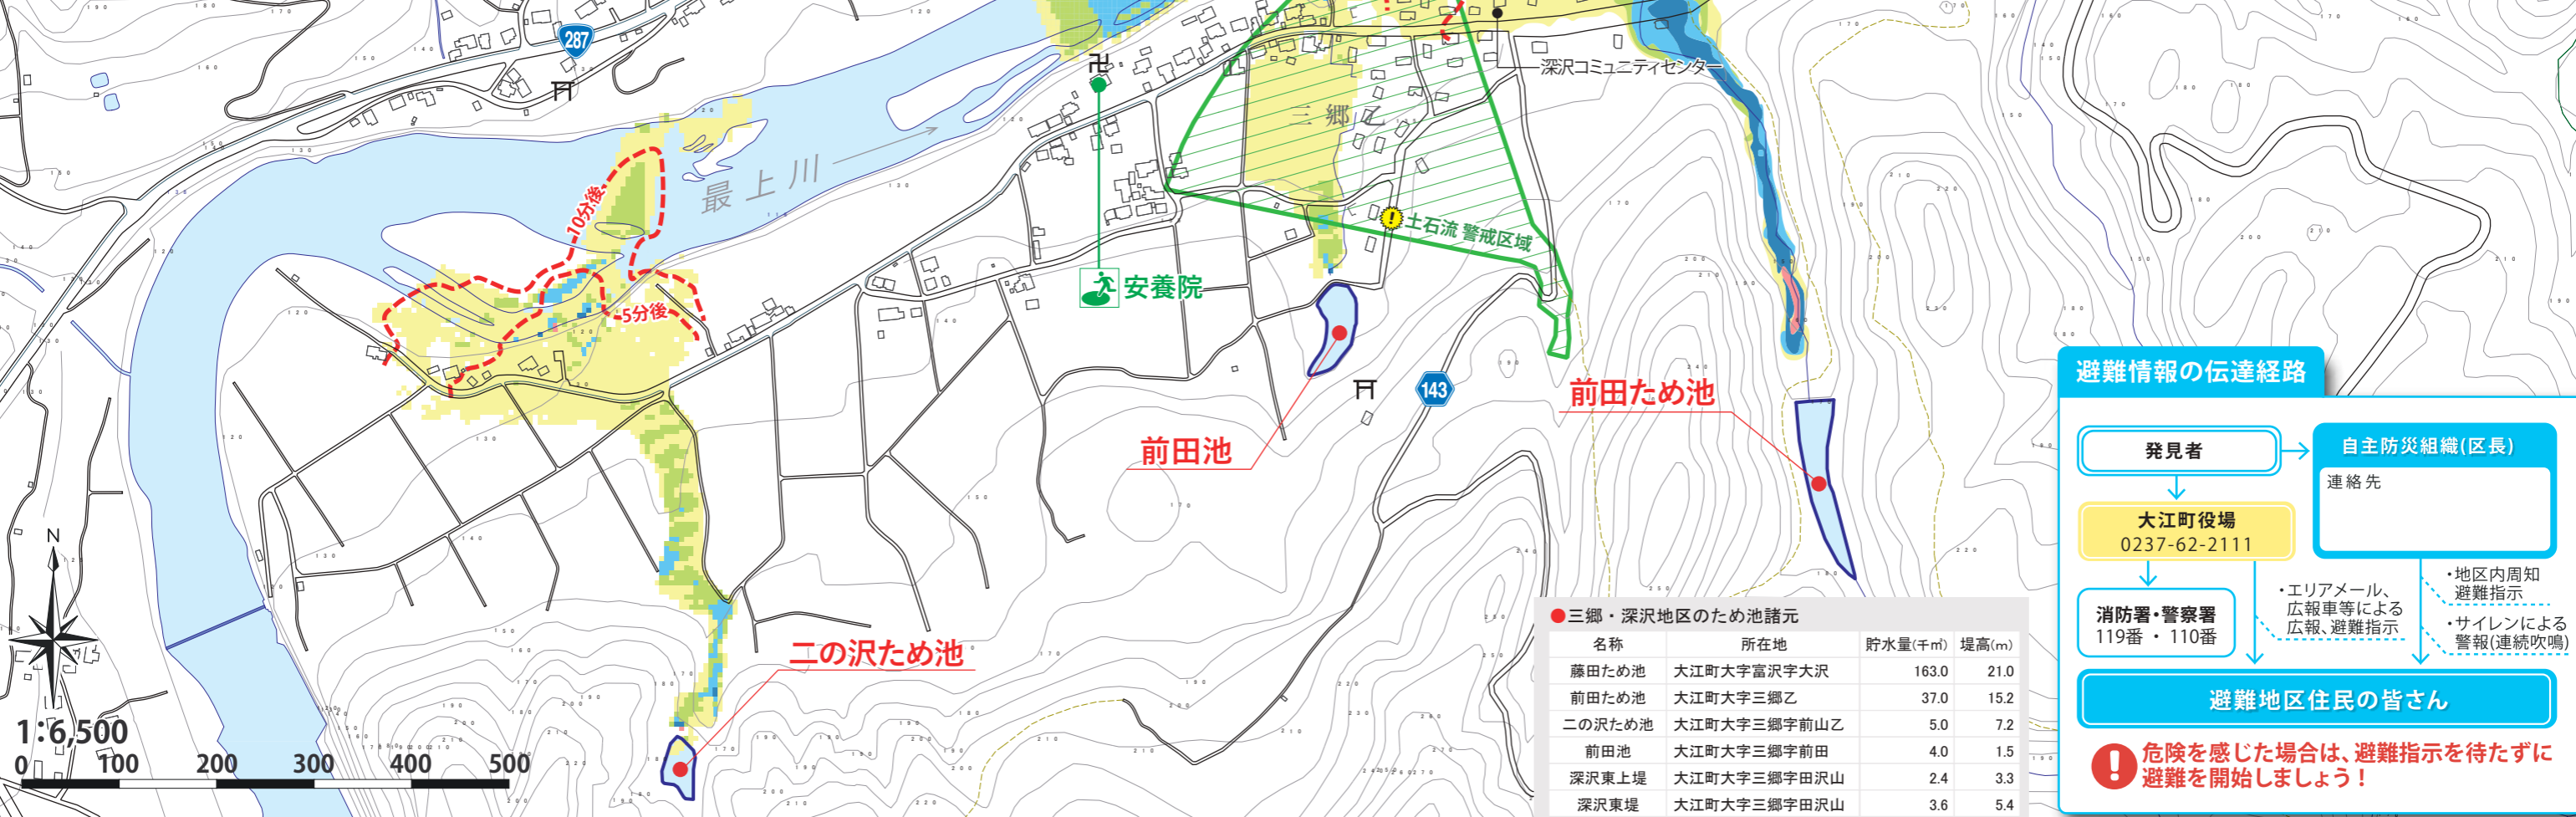 287
深沢コミュニティセンター
三郷乙
最上川
10分後
5分後
土石流 警戒区域
安養院
143
前田池
前田ため池
二の沢ため池
N
1:6,500
0 100 200 300 400 500
●三郷・深沢地区のため池諸元
名称 所在地 貯水量(千㎥) 堤高(m)
藤田ため池 大江町大字富沢字大沢 163.0 21.0
前田ため池 大江町大字三郷乙 37.0 15.2
二の沢ため池 大江町大字三郷字前山乙 5.0 7.2
前田池 大江町大字三郷字前田 4.0 1.5
深沢東上堤 大江町大字三郷字田沢山 2.4 3.3
深沢東堤 大江町大字三郷字田沢山 3.6 5.4
避難情報の伝達経路
発見者
自主防災組織(区長)
連絡先
大江町役場
0237-62-2111
消防署・警察署
119番 ・ 110番
・エリアメール、
広報車等による
広報、避難指示
・地区内周知
避難指示
・サイレンによる
警報(連続吹鳴)
避難地区住民の皆さん
危険を感じた場合は、避難指示を待たずに
避難を開始しましょう！